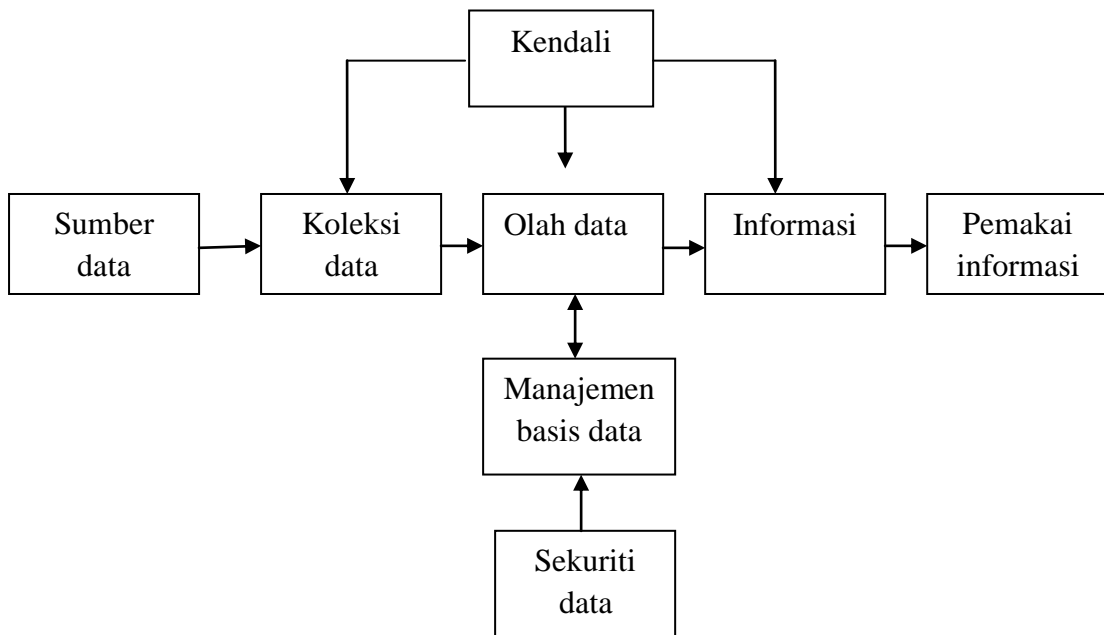 Kendali
Sumber
data
Koleksi
data
Olah data
Informasi
Pemakai
informasi
Manajemen
basis data
Sekuriti
data